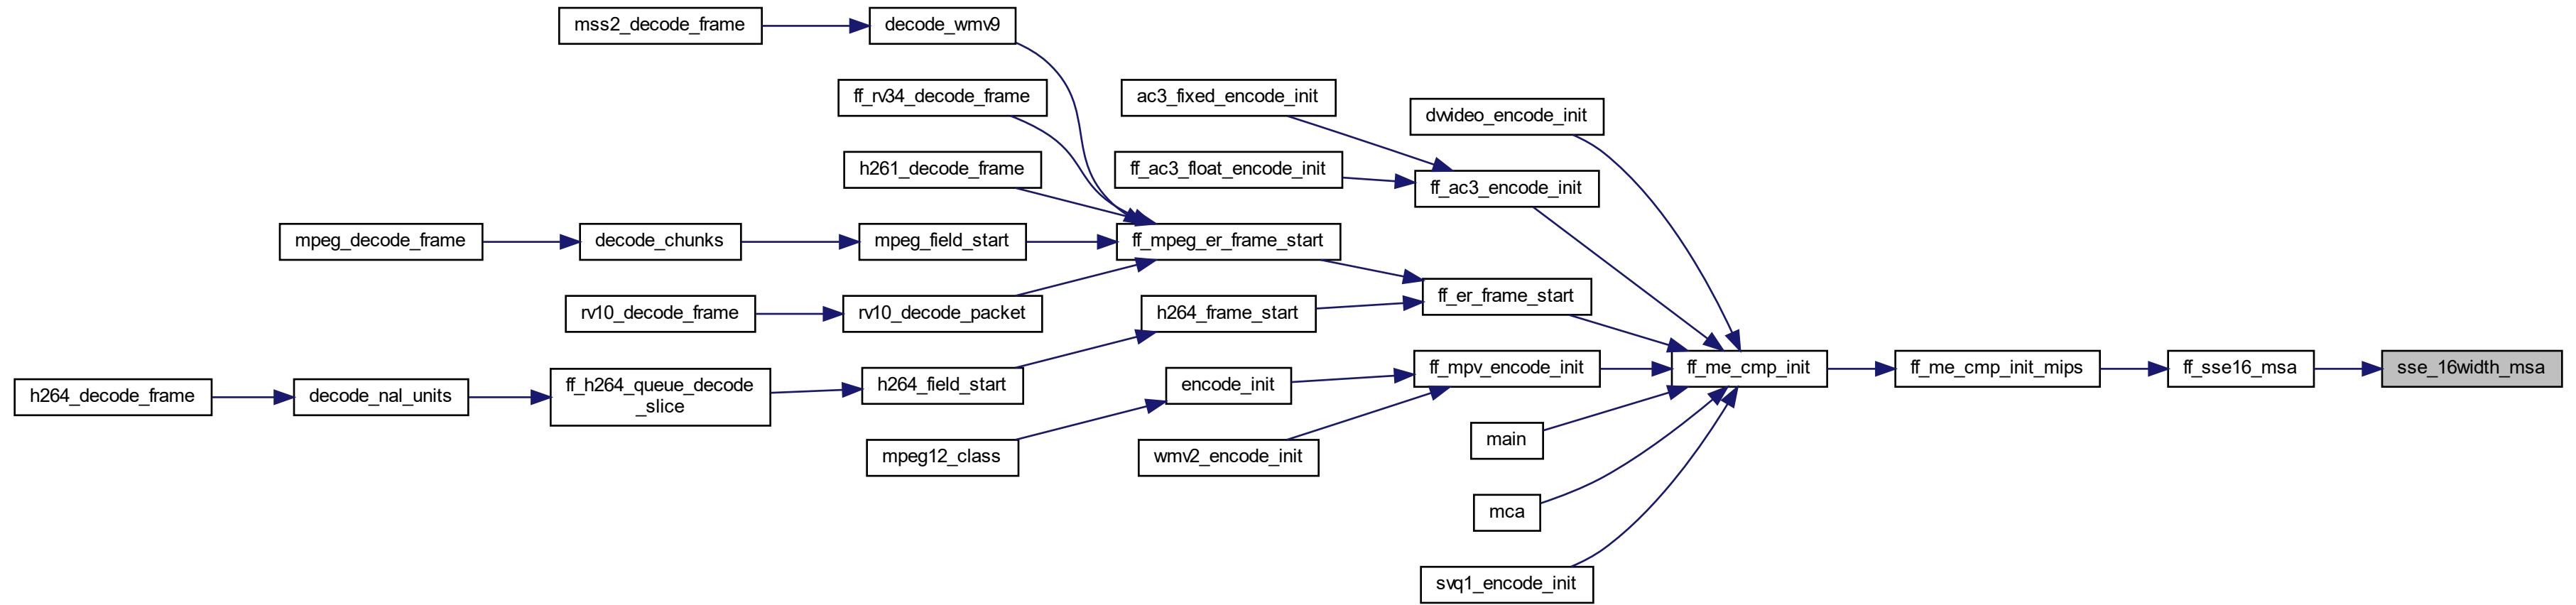 mss2_decode_frame
decode_wmv9
ff_rv34_decode_frame
ac3_fixed_encode_init
dvvideo_encode_init
h261_decode_frame
ff_ac3_float_encode_init
ff_ac3_encode_init
mpeg_decode_frame
decode_chunks
mpeg_field_start
ff_mpeg_er_frame_start
rv10_decode_frame
rv10_decode_packet
h264_frame_start
ff_er_frame_start
h264_decode_frame
decode_nal_units
ff_h264_queue_decode
_slice
h264_field_start
encode_init
ff_mpv_encode_init
ff_me_cmp_init
ff_me_cmp_init_mips
ff_sse16_msa
sse_16width_msa
mpeg12_class
wmv2_encode_init
main
mca
svq1_encode_init